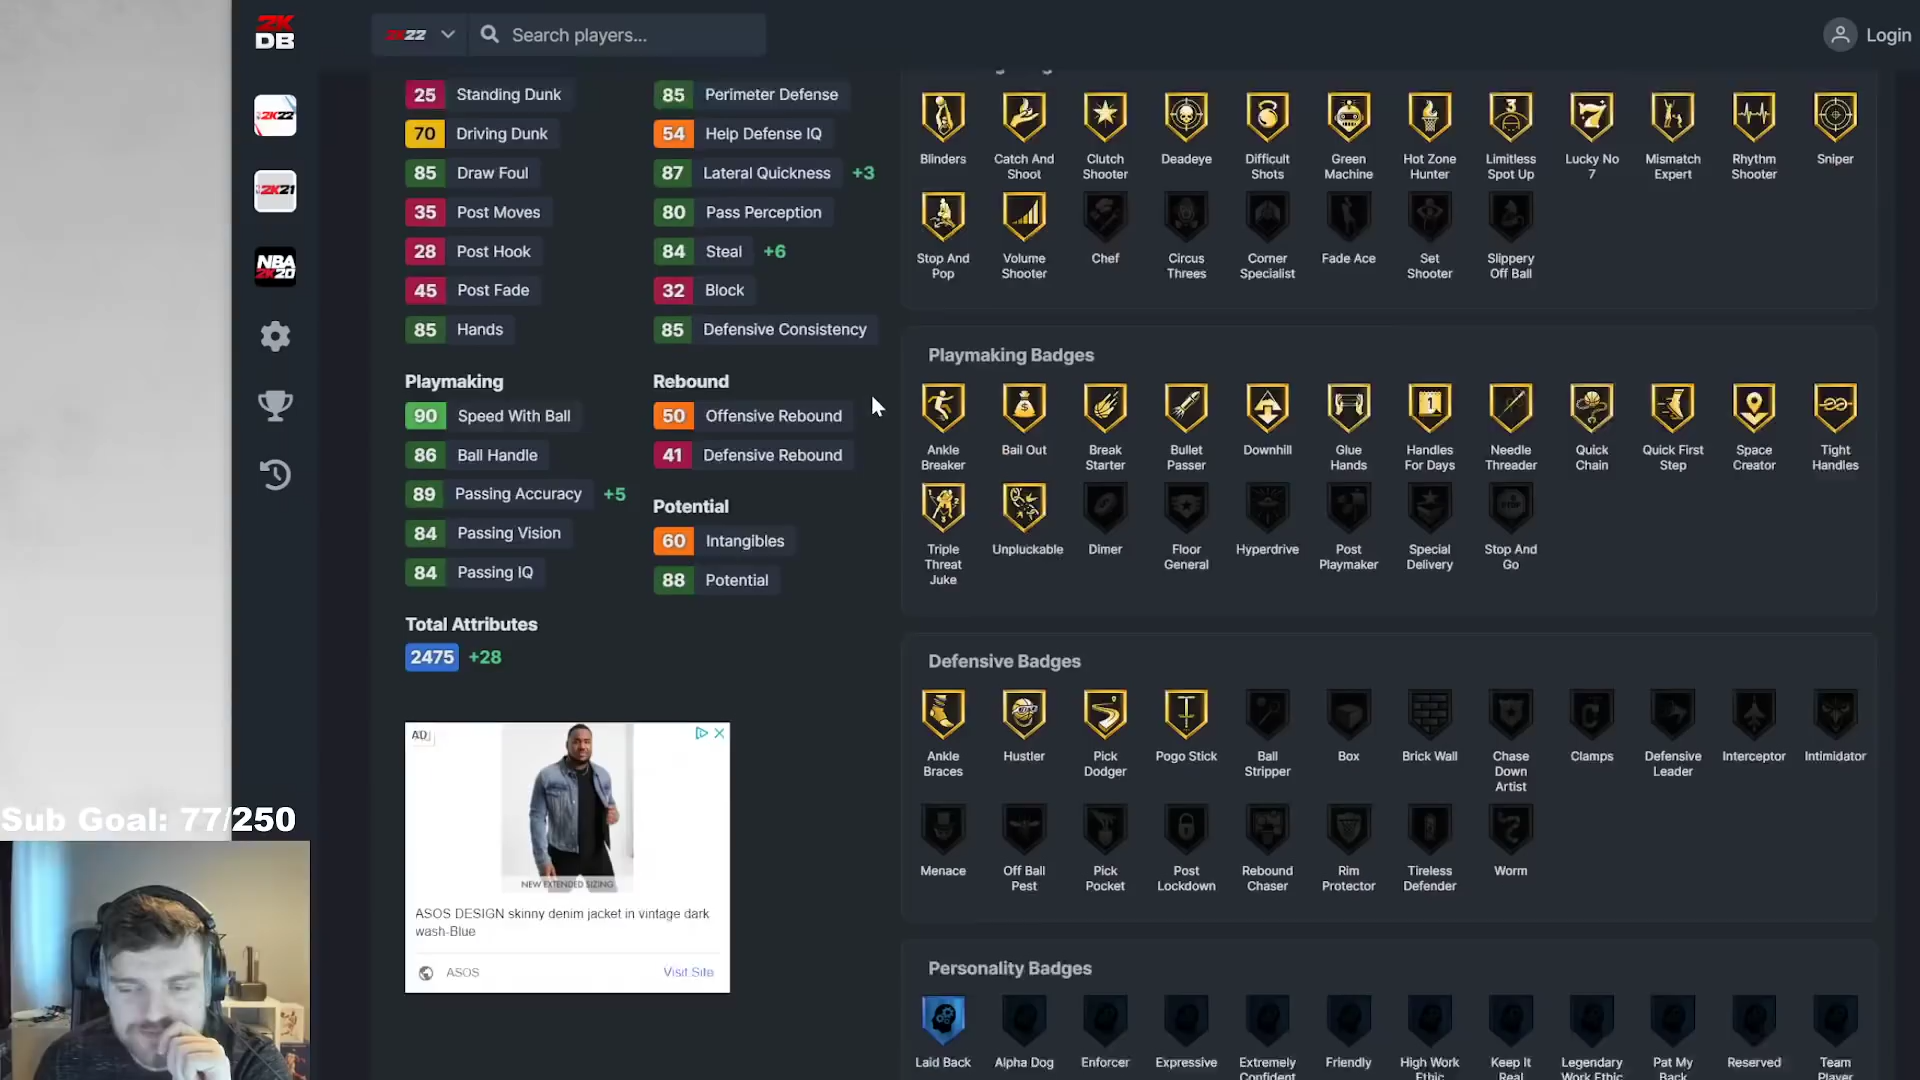 2K
DB
2K22
Search players...
Login
2K22
2K21
NBA
2K20
25 Standing Dunk
70 Driving Dunk
85 Draw Foul
35 Post Moves
28 Post Hook
45 Post Fade
85 Hands
85 Perimeter Defense
54 Help Defense IQ
87 Lateral Quickness +3
80 Pass Perception
84 Steal +6
32 Block
85 Defensive Consistency
Playmaking
90 Speed With Ball
86 Ball Handle
89 Passing Accuracy +5
84 Passing Vision
84 Passing IQ
Rebound
50 Offensive Rebound
41 Defensive Rebound
Potential
60 Intangibles
88 Potential
Total Attributes
2475 +28
AD
NEW EXTENDED SIZING
ASOS DESIGN skinny denim jacket in vintage dark
wash-Blue
ASOS
Visit Site
Blinders
Catch And
Shoot
Clutch
Shooter
Deadeye
Difficult
Shots
Green
Machine
Hot Zone
Hunter
3
Limitless
Spot Up
7
Lucky No
7
Mismatch
Expert
Rhythm
Shooter
Sniper
Stop And
Pop
Volume
Shooter
Chef
Circus
Threes
Corner
Specialist
Fade Ace
Set
Shooter
Slippery
Off Ball
Playmaking Badges
Ankle
Breaker
$
Bail Out
Break
Starter
Bullet
Passer
Downhill
Glue
Hands
1
Handles
For Days
Needle
Threader
Quick
Chain
Quick First
Step
Space
Creator
Tight
Handles
Triple
Threat
Juke
Unpluckable
Dimer
Floor
General
Hyperdrive
Post
Playmaker
Special
Delivery
Stop And
Go
Defensive Badges
Ankle
Braces
Hustler
Pick
Dodger
Pogo Stick
Ball
Stripper
Box
Brick Wall
Chase
Down
Artist
Clamps
Defensive
Leader
Interceptor
Intimidator
Menace
Off Ball
Pest
Pick
Pocket
Post
Lockdown
Rebound
Chaser
Rim
Protector
Tireless
Defender
Worm
Personality Badges
Laid Back
Alpha Dog
Enforcer
Expressive
Extremely
Confident
Friendly
High Work
Ethic
Keep It
Real
Legendary
Work Ethic
Pat My
Back
Reserved
Team
Player
Sub Goal: 77/250